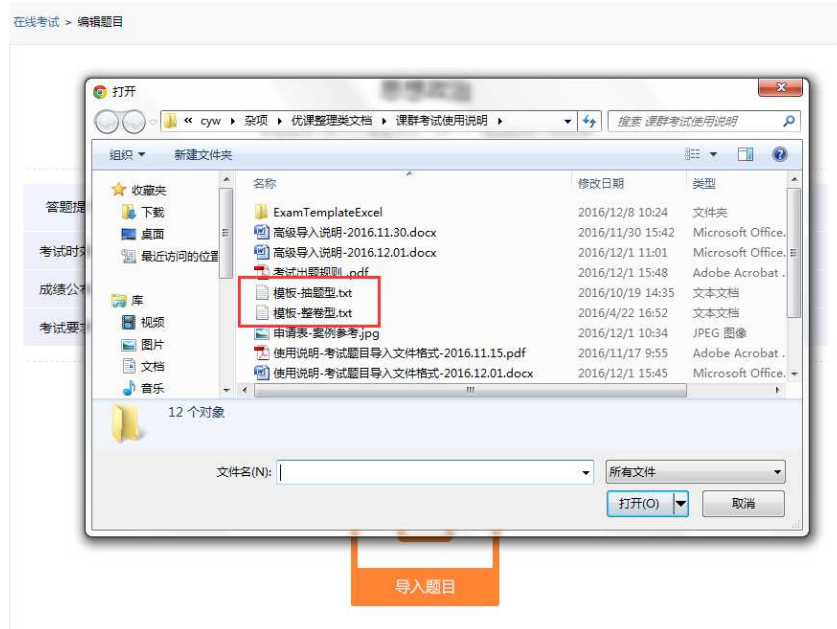 在线考试 > 编辑题目
思想政治
打开
« cyw ▸ 杂项 ▸ 优课整理类文档 ▸ 课群考试使用说明 ▸
搜索 课群考试使用说明
组织 新建文件夹
收藏夹
下载
桌面
最近访问的位置
库
视频
图片
文档
音乐
名称 修改日期 类型
ExamTemplateExcel 2016/12/8 10:24 文件夹
高级导入说明-2016.11.30.docx 2016/11/30 15:42 Microsoft Office.
高级导入说明-2016.12.01.docx 2016/12/1 11:01 Microsoft Office.
考试出题规则 .pdf 2016/12/1 15:48 Adobe Acrobat .
模板-抽题型.txt 2016/10/19 14:35 文本文档
模板-整卷型.txt 2016/4/22 16:52 文本文档
申请表-案例参考.jpg 2016/12/1 10:34 JPEG 图像
使用说明-考试题目导入文件格式-2016.11.15.pdf 2016/11/17 9:55 Adobe Acrobat .
使用说明-考试题目导入文件格式-2016.12.01.docx 2016/12/1 15:45 Microsoft Office.
答题提
考试时
成绩公
考试要
12 个对象
文件名(N): 所有文件
打开(O) 取消
导入题目